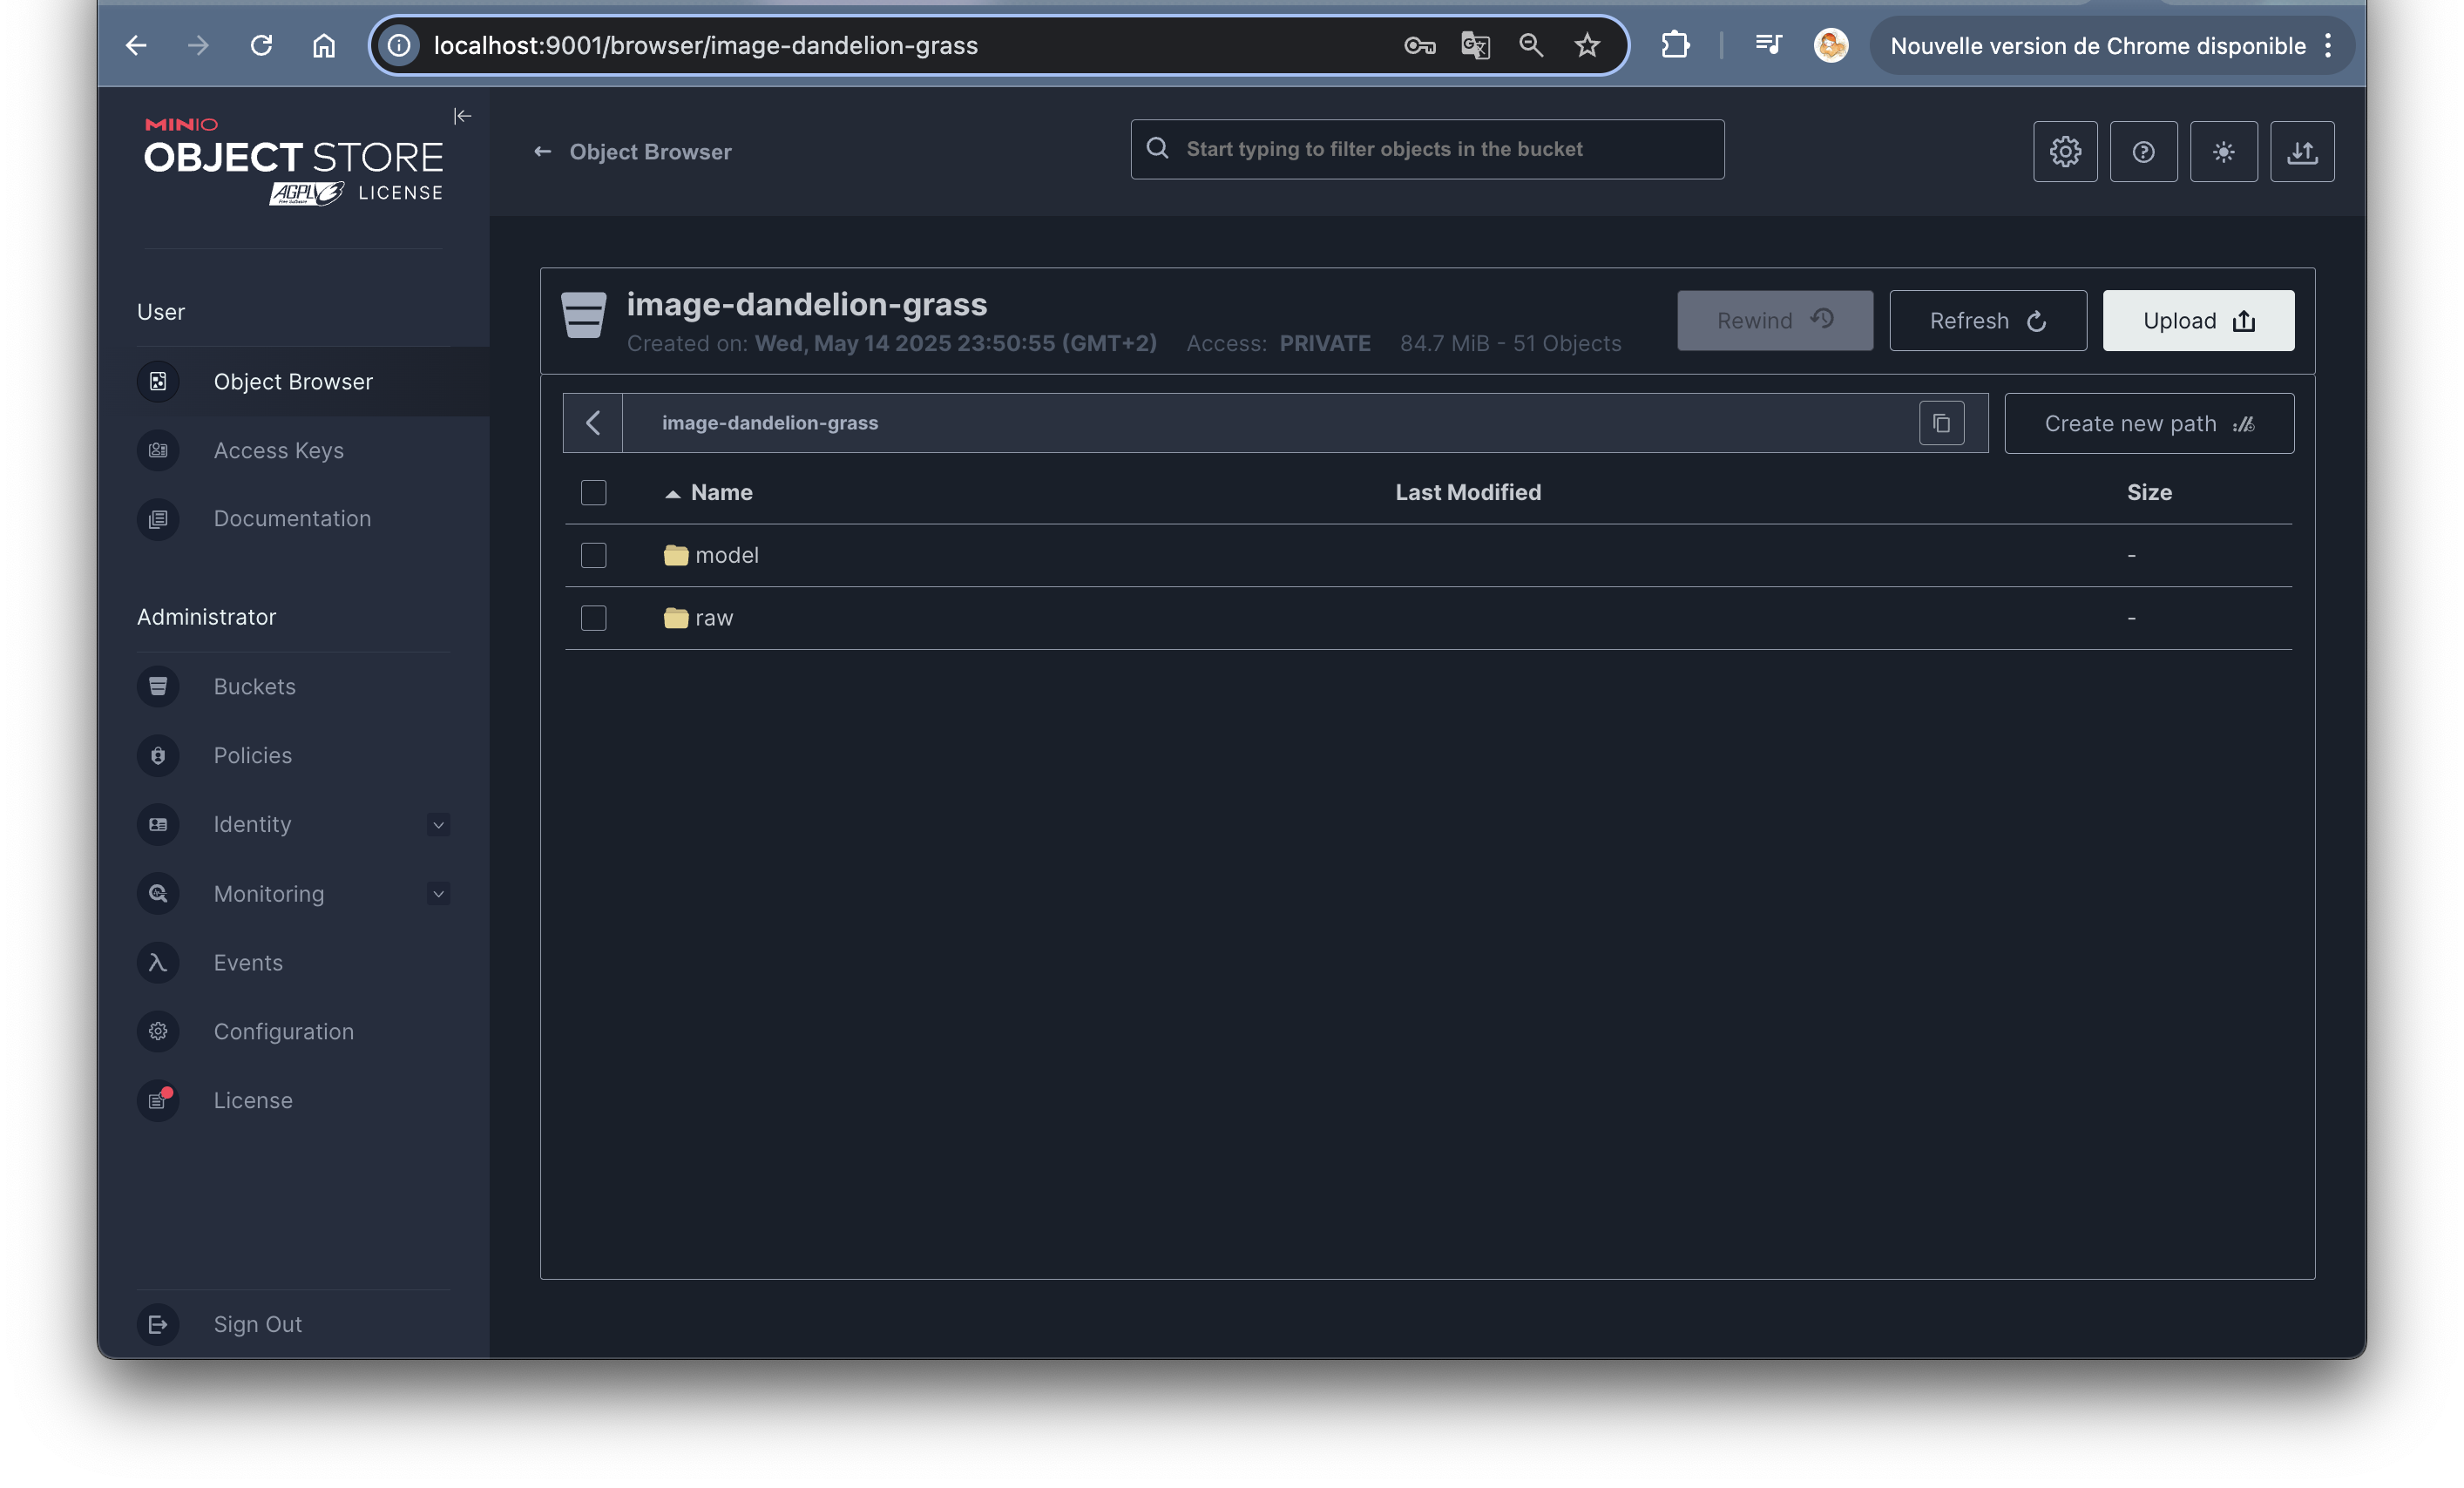 localhost:9001/browser/image-dandelion-grass
Nouvelle version de Chrome disponible
MINIO
OBJECT STORE
AGPL v3 LICENSE
Free Software
Object Browser
Start typing to filter objects in the bucket
User
Object Browser
Access Keys
Documentation
Administrator
Buckets
Policies
Identity
Monitoring
Events
Configuration
License
Sign Out
image-dandelion-grass
Created on: Wed, May 14 2025 23:50:55 (GMT+2) Access: PRIVATE 84.7 MiB - 51 Objects
Rewind
Refresh
Upload
image-dandelion-grass
Create new path
Name Last Modified Size
model -
raw -